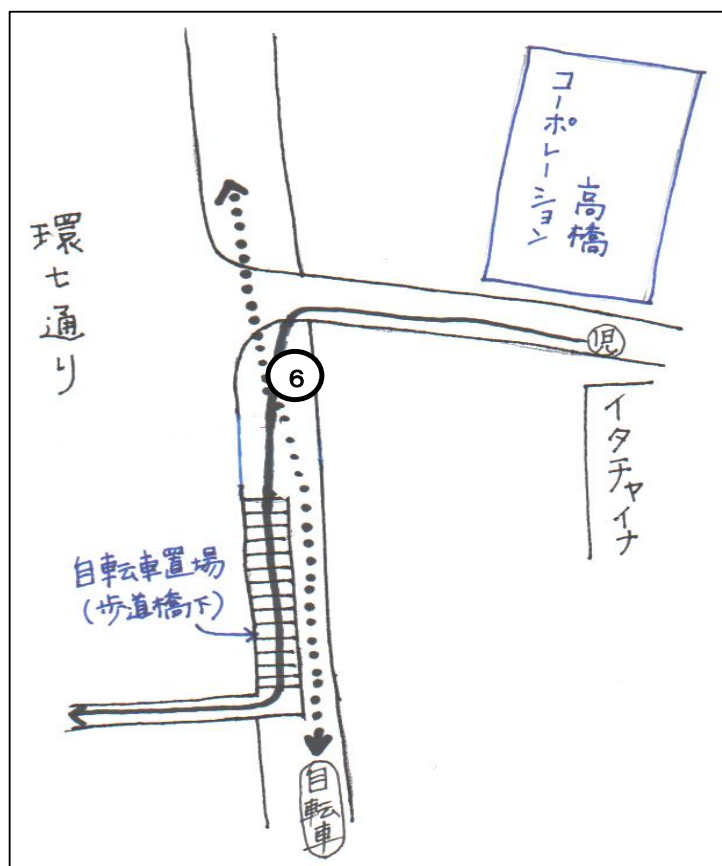 環七通り
コーポレーション
高橋
児
6
イタチャイナ
自転車置場
(歩道橋下)
自転車